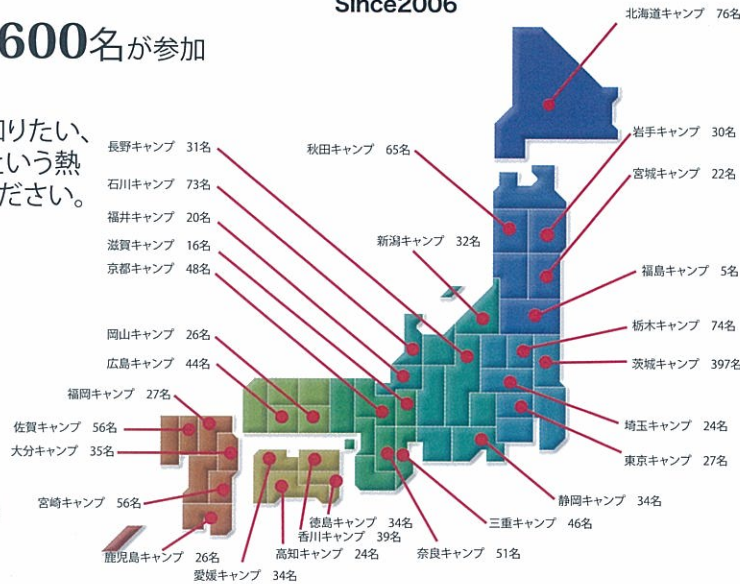 Since2006
600名が参加
知りたい、
という熱
ださい。
北海道キャンプ 76名
岩手キャンプ 30名
宮城キャンプ 22名
秋田キャンプ 65名
長野キャンプ 31名
石川キャンプ 73名
福井キャンプ 20名
滋賀キャンプ 16名
京都キャンプ 48名
新潟キャンプ 32名
福島キャンプ 5名
栃木キャンプ 74名
茨城キャンプ 397名
岡山キャンプ 26名
広島キャンプ 44名
福岡キャンプ 27名
佐賀キャンプ 56名
大分キャンプ 35名
埼玉キャンプ 24名
東京キャンプ 27名
宮崎キャンプ 56名
静岡キャンプ 34名
三重キャンプ 46名
徳島キャンプ 34名
香川キャンプ 39名
鹿児島キャンプ 26名
高知キャンプ 24名
奈良キャンプ 51名
愛媛キャンプ 34名